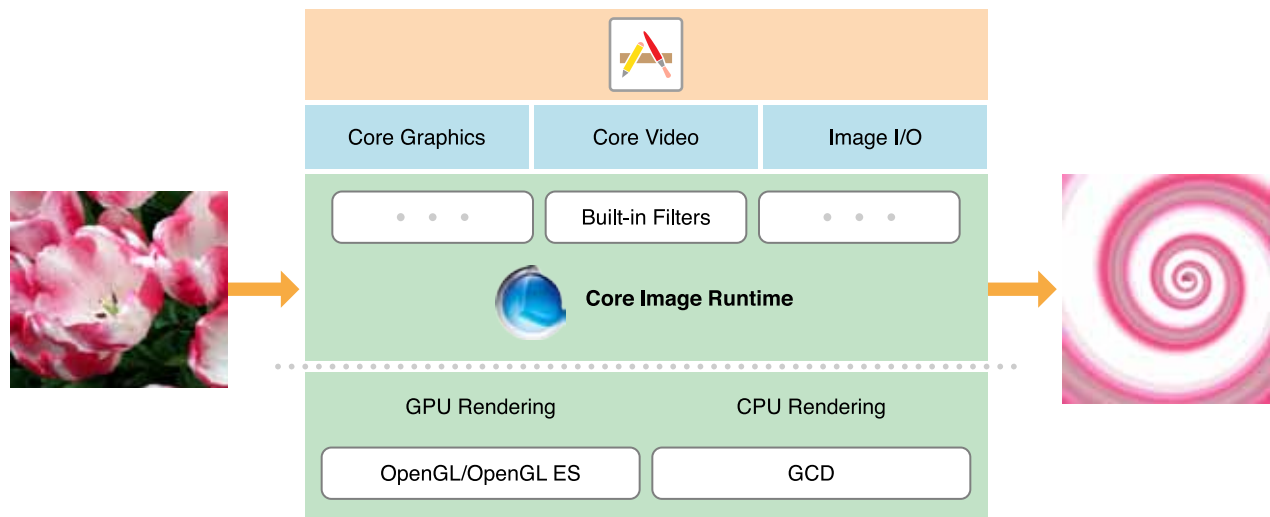 Core Graphics
Core Video
Image I/O
Built-in Filters
Core Image Runtime
GPU Rendering
CPU Rendering
OpenGL/OpenGL ES
GCD